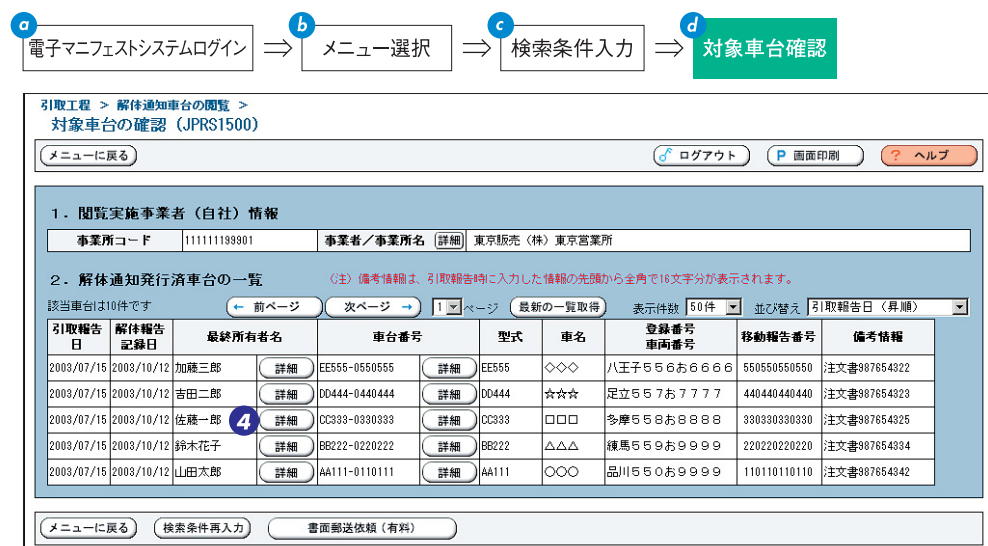 a 電子マニフェストシステムログイン ⇒ b メニュー選択 ⇒ c 検索条件入力 ⇒ d 対象車台確認
引取工程 > 解体通知車台の閲覧 >
対象車台の確認 (JPRS1500)
メニューに戻る ログアウト P 画面印刷 ? ヘルプ
1. 閲覧実施事業者(自社)情報
事業所コード 111111199901 事業者/事業所名 詳細 東京販売(株)東京営業所
2. 解体通知発行済車台の一覧 (注)備考情報は、引取報告時に入力した情報の先頭から全角で16文字分が表示されます。
該当車台は10件です ← 前ページ 次ページ → 1 ページ 最新の一覧取得 表示件数 50件 並び替え 引取報告日(昇順)
引取報告日 解体報告記録日 最終所有者名 車台番号 型式 車名 登録番号 車両番号 移動報告番号 備考情報
2003/07/15 2003/10/12 加藤三郎 詳細 EE555-0550555 詳細 EE555 ◇◇◇ 八王子556お6666 550550550550 注文書987654322
2003/07/15 2003/10/12 吉田二郎 詳細 DD444-0440444 詳細 DD444 ☆☆☆ 足立557お7777 440440440440 注文書987654323
2003/07/15 2003/10/12 佐藤一郎 4 詳細 CC333-0330333 詳細 CC333 □□□ 多摩558お8888 330330330330 注文書987654325
2003/07/15 2003/10/12 鈴木花子 詳細 BB222-0220222 詳細 BB222 △△△ 練馬559お9999 220220220220 注文書987654334
2003/07/15 2003/10/12 山田太郎 詳細 AA111-0110111 詳細 AA111 ○○○ 品川550お9999 110110110110 注文書987654342
メニューに戻る 検索条件再入力 書面郵送依頼(有料)